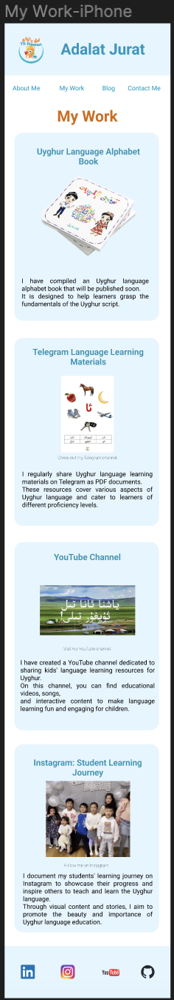 My Work-iPhone
Adalat Jurat
About Me
My Work
Blog
Contact Me
My Work
Uyghur Language Alphabet
Book
I have compiled an Uyghur language
alphabet book that will be published soon.
It is designed to help learners grasp the
fundamentals of the Uyghur script.
Telegram Language Learning
Materials
ئا
Check out my Telegram channel
I regularly share Uyghur language learning
materials on Telegram as PDF documents.
These resources cover various aspects of
Uyghur language and cater to learners of
different proficiency levels.
YouTube Channel
ياشنا ئانا تىل
ئۇيغۇر تىلى!
Visit my YouTube channel
I have created a YouTube channel dedicated to
sharing kids' language learning resources for
Uyghur.
On this channel, you can find educational
videos, songs,
and interactive content to make language
learning fun and engaging for children.
Instagram: Student Learning
Journey
Follow me on Instagram
I document my students' learning journey on
Instagram to showcase their progress and
inspire others to teach and learn the Uyghur
language.
Through visual content and stories, I aim to
promote the beauty and importance of
Uyghur language education.
in
YouTube